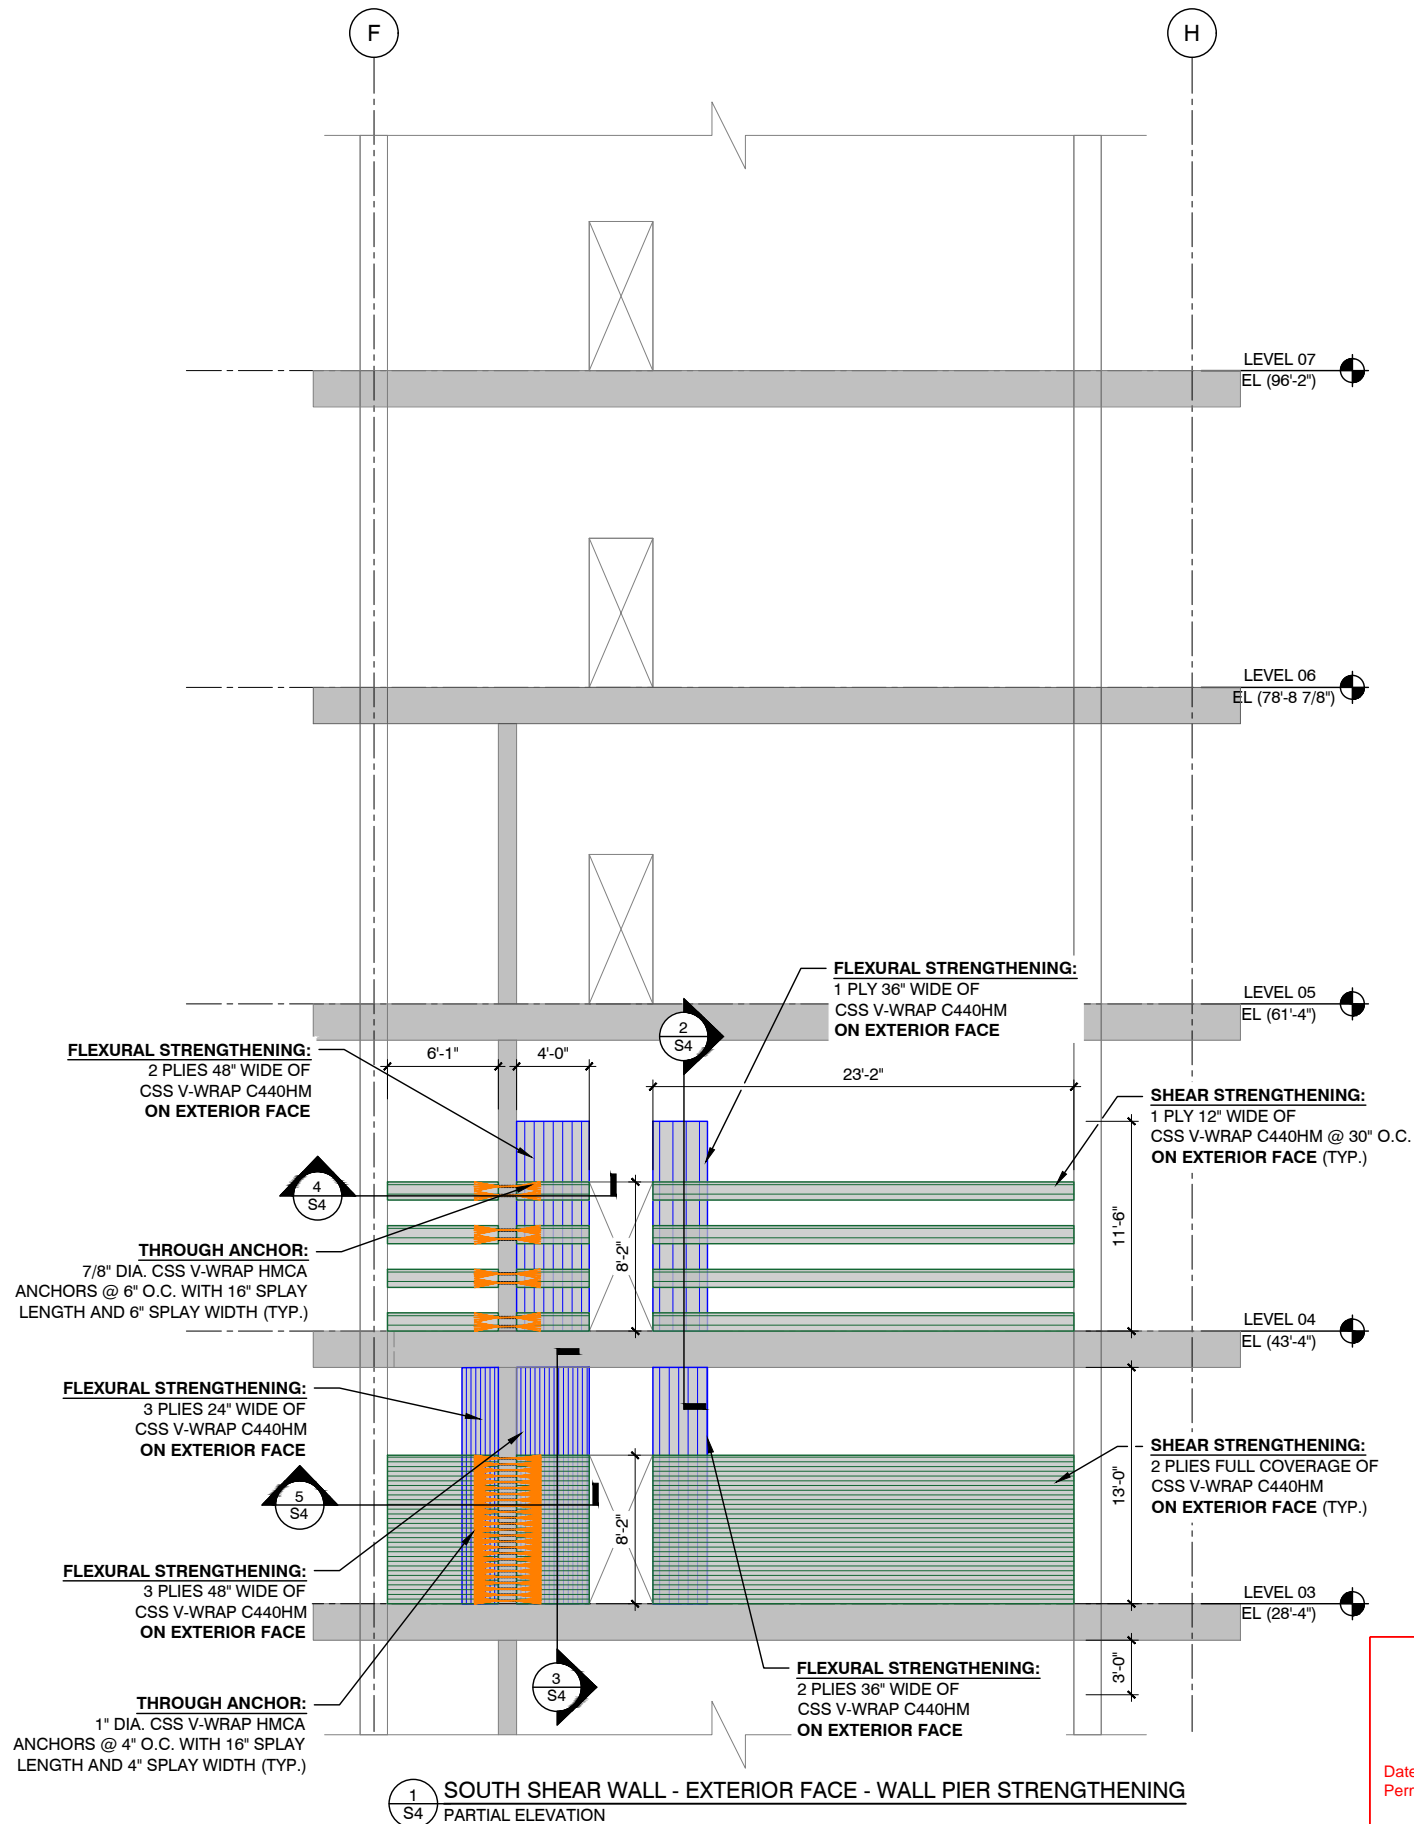 F
H
LEVEL 07
EL (96'-2")
LEVEL 06
EL (78'-8 7/8")
FLEXURAL STRENGTHENING:
1 PLY 36" WIDE OF
CSS V-WRAP C440HM
ON EXTERIOR FACE
LEVEL 05
EL (61'-4")
2
S4
FLEXURAL STRENGTHENING:
2 PLIES 48" WIDE OF
CSS V-WRAP C440HM
ON EXTERIOR FACE
6'-1"
4'-0"
23'-2"
SHEAR STRENGTHENING:
1 PLY 12" WIDE OF
CSS V-WRAP C440HM @ 30" O.C.
ON EXTERIOR FACE (TYP.)
4
S4
11'-6"
8'-2"
THROUGH ANCHOR:
7/8" DIA. CSS V-WRAP HMCA
ANCHORS @ 6" O.C. WITH 16" SPLAY
LENGTH AND 6" SPLAY WIDTH (TYP.)
LEVEL 04
EL (43'-4")
FLEXURAL STRENGTHENING:
3 PLIES 24" WIDE OF
CSS V-WRAP C440HM
ON EXTERIOR FACE
SHEAR STRENGTHENING:
2 PLIES FULL COVERAGE OF
CSS V-WRAP C440HM
ON EXTERIOR FACE (TYP.)
5
S4
13'-0"
8'-2"
FLEXURAL STRENGTHENING:
3 PLIES 48" WIDE OF
CSS V-WRAP C440HM
ON EXTERIOR FACE
LEVEL 03
EL (28'-4")
3'-0"
3
S4
FLEXURAL STRENGTHENING:
2 PLIES 36" WIDE OF
CSS V-WRAP C440HM
ON EXTERIOR FACE
THROUGH ANCHOR:
1" DIA. CSS V-WRAP HMCA
ANCHORS @ 4" O.C. WITH 16" SPLAY
LENGTH AND 4" SPLAY WIDTH (TYP.)
1
S4
SOUTH SHEAR WALL - EXTERIOR FACE - WALL PIER STRENGTHENING
PARTIAL ELEVATION
Date